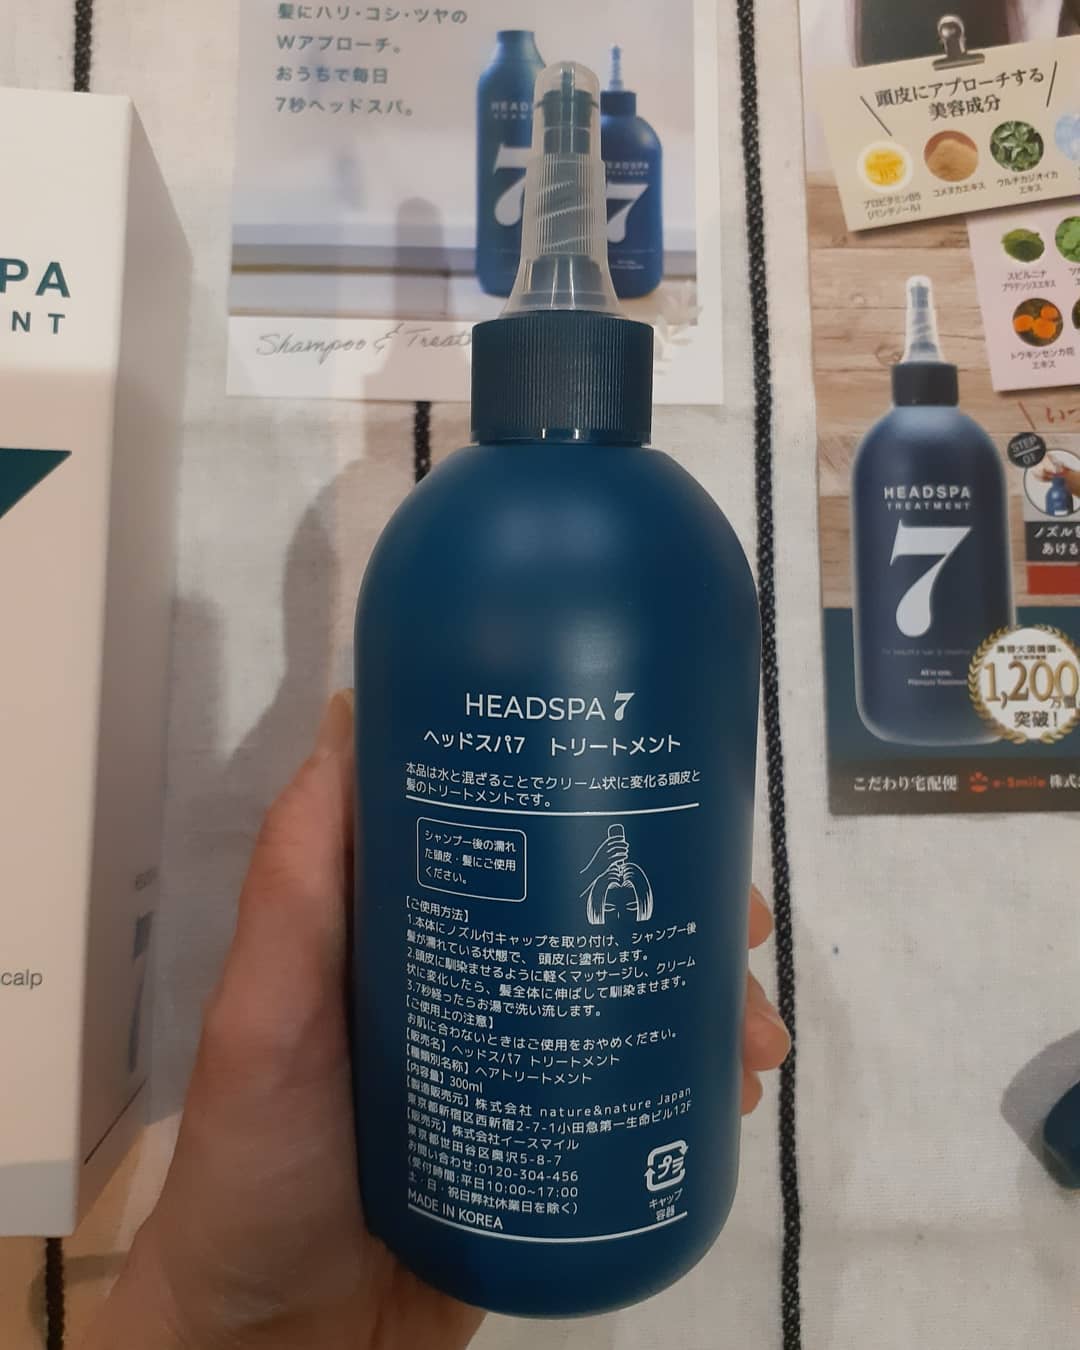 髪にハリ・コシ・ツヤの
Wアプローチ。
おうちで毎日
7秒ヘッドスパ。
HEADSPA
7
HEADSPA
7
Shampoo & Treat
SPA
NT
calp
頭皮にアプローチする
美容成分
プロビタミンB5
(パンテノール)
コメヌカエキス
ウルチカジオイカ
エキス
スピルリナ
プラテンシスエキス
トウキンセンカ花
エキス
STEP
01
ノズルを
あける
HEADSPA
TREATMENT
7
1,200万個
突破!
こだわり宅配便
e-Smile 株式
HEADSPA 7
ヘッドスパ7 トリートメント
本品は水と混ざることでクリーム状に変化る頭皮と
髪のトリートメントです。
シャンプー後の濡れ
た頭皮・髪にご使用
ください。
【ご使用方法】
1.本体にノズル付キャップを取り付け、シャンプー後
髪が濡れている状態で、頭皮に塗布します。
2.頭皮に馴染ませるように軽くマッサージし、クリーム
状に変化したら、髪全体に伸ばして馴染ませます。
3.7秒経ったらお湯で洗い流します。
【ご使用上の注意】
お肌に合わないときはご使用をおやめください。
【販売名】ヘッドスパ7 トリートメント
【種類別名称】ヘアトリートメント
【内容量】300ml
【製造販売元】株式会社 nature&nature Japan
東京都新宿区西新宿2-7-1小田急第一生命ビル12F
【販売元】株式会社イースマイル
東京都世田谷区奥沢5-8-7
お問い合わせ:0120-304-456
(受付時間:平日10:00~17:00
土・日・祝日弊社休業日を除く)
MADE IN KOREA
プラ
キャップ
容器